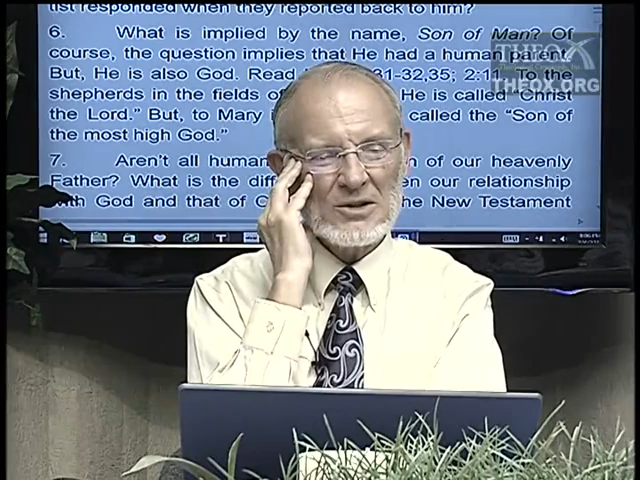 list responded when they reported back to him?
6. What is implied by the name, Son of Man? Of
course, the question implies that He had a human parent.
But, He is also God. Read 31-32,35; 2:11. To the
shepherds in the fields of He is called "Christ
the Lord." But, to Mary called the "Son of
the most high God."
7. Aren't all human n of our heavenly
Father? What is the diff en our relationship
with God and that of C he New Testament
THEOX
THEOX.ORG